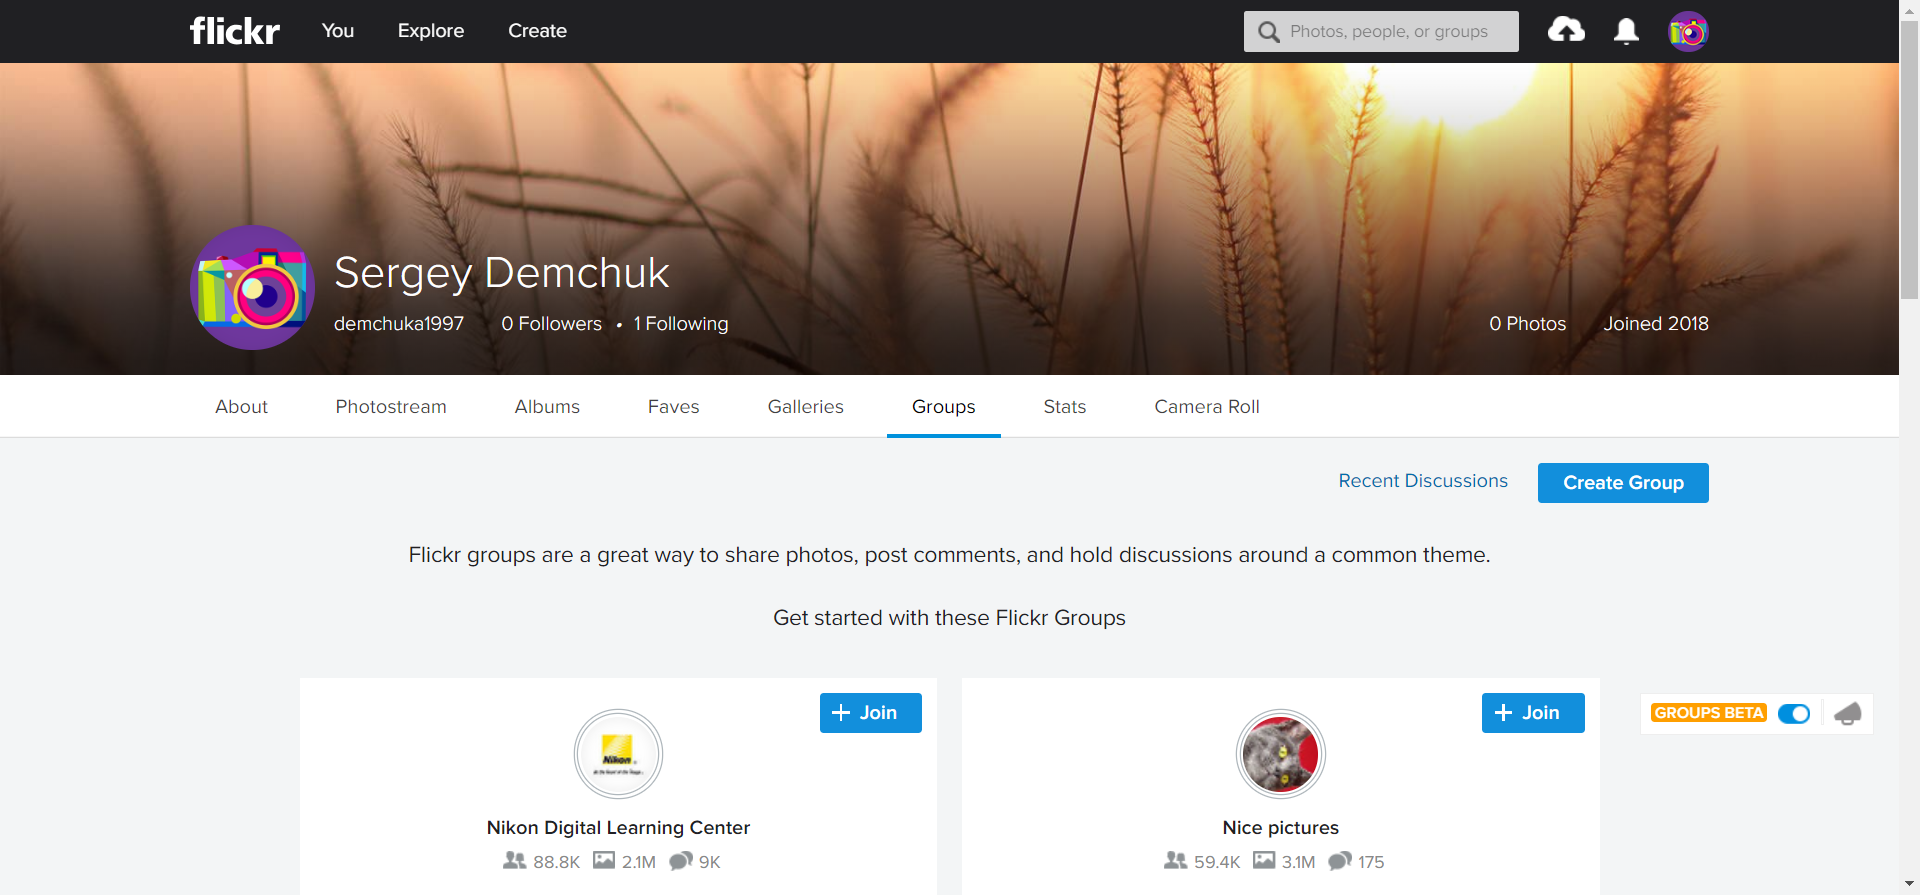 flickr You Explore Create Photos, people, or groups
Sergey Demchuk
demchuka1997 0 Followers • 1 Following 0 Photos Joined 2018
About Photostream Albums Faves Galleries Groups Stats Camera Roll
Recent Discussions Create Group
Flickr groups are a great way to share photos, post comments, and hold discussions around a common theme.
Get started with these Flickr Groups
+ Join + Join GROUPS BETA
Nikon
Nikon Digital Learning Center Nice pictures
88.8K 2.1M 9K 59.4K 3.1M 175